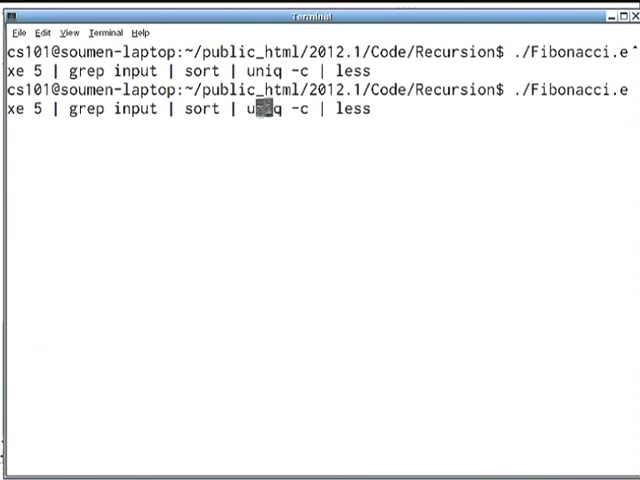 Terminal
File Edit View Terminal Help
cs101@soumen-laptop:~/public_html/2012.1/Code/Recursion$ ./Fibonacci.e
xe 5 | grep input | sort | uniq -c | less
cs101@soumen-laptop:~/public_html/2012.1/Code/Recursion$ ./Fibonacci.e
xe 5 | grep input | sort | uniq -c | less